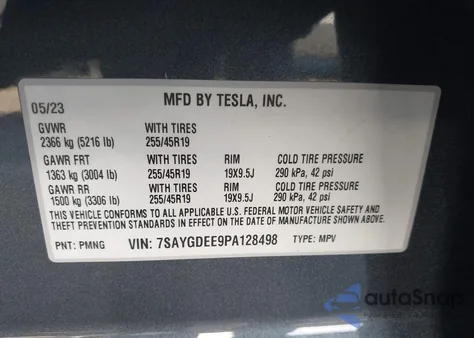 05/23 MFD BY TESLA, INC.
GVWR WITH TIRES
2366 kg (5216 lb) 255/45R19
GAWR FRT WITH TIRES RIM COLD TIRE PRESSURE
1363 kg (3004 lb) 255/45R19 19X9.5J 290 kPa, 42 psi
GAWR RR WITH TIRES RIM COLD TIRE PRESSURE
1500 kg (3306 lb) 255/45R19 19X9.5J 290 kPa, 42 psi
THIS VEHICLE CONFORMS TO ALL APPLICABLE U.S. FEDERAL MOTOR VEHICLE SAFETY AND
THEFT PREVENTION STANDARDS IN EFFECT ON THE DATE OF MANUFACTURE SHOWN ABOVE.
PNT: PMNG VIN: 7SAYGDEE9PA128498 TYPE: MPV
autoSnap